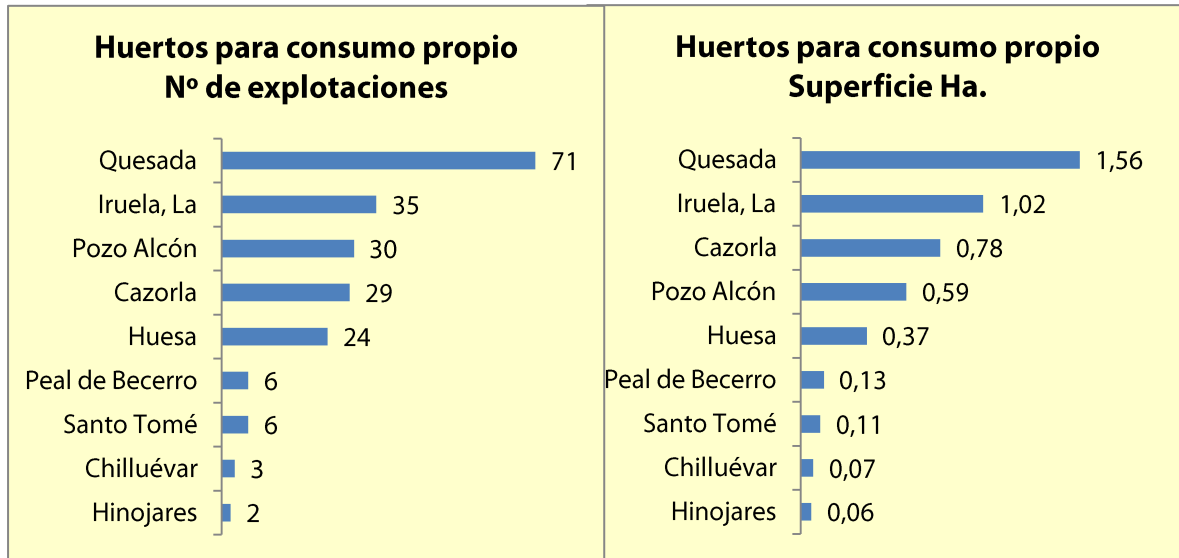 Huertos para consumo propio
Nº de explotaciones
Quesada 71
Iruela, La 35
Pozo Alcón 30
Cazorla 29
Huesa 24
Peal de Becerro 6
Santo Tomé 6
Chilluévar 3
Hinojares 2
Huertos para consumo propio
Superficie Ha.
Quesada 1,56
Iruela, La 1,02
Cazorla 0,78
Pozo Alcón 0,59
Huesa 0,37
Peal de Becerro 0,13
Santo Tomé 0,11
Chilluévar 0,07
Hinojares 0,06